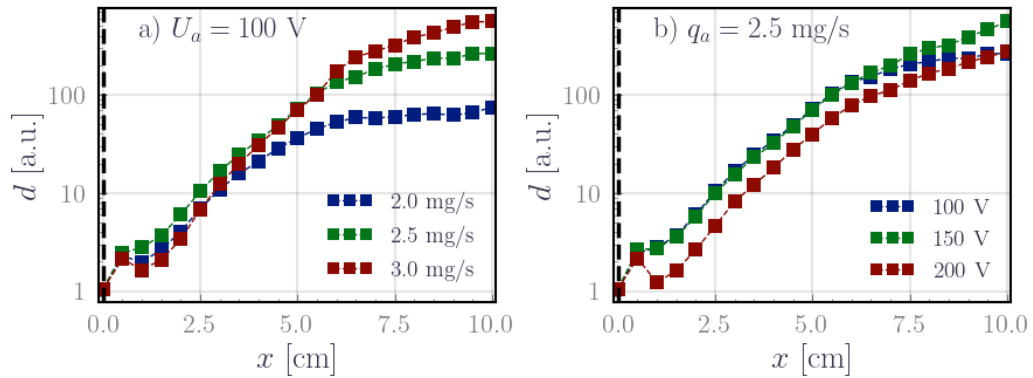 a) U_a = 100 V
d [a.u.]
100
10
1
2.0 mg/s
2.5 mg/s
3.0 mg/s
0.0 2.5 5.0 7.5 10.0
x [cm]
b) q_a = 2.5 mg/s
d [a.u.]
100
10
1
100 V
150 V
200 V
0.0 2.5 5.0 7.5 10.0
x [cm]